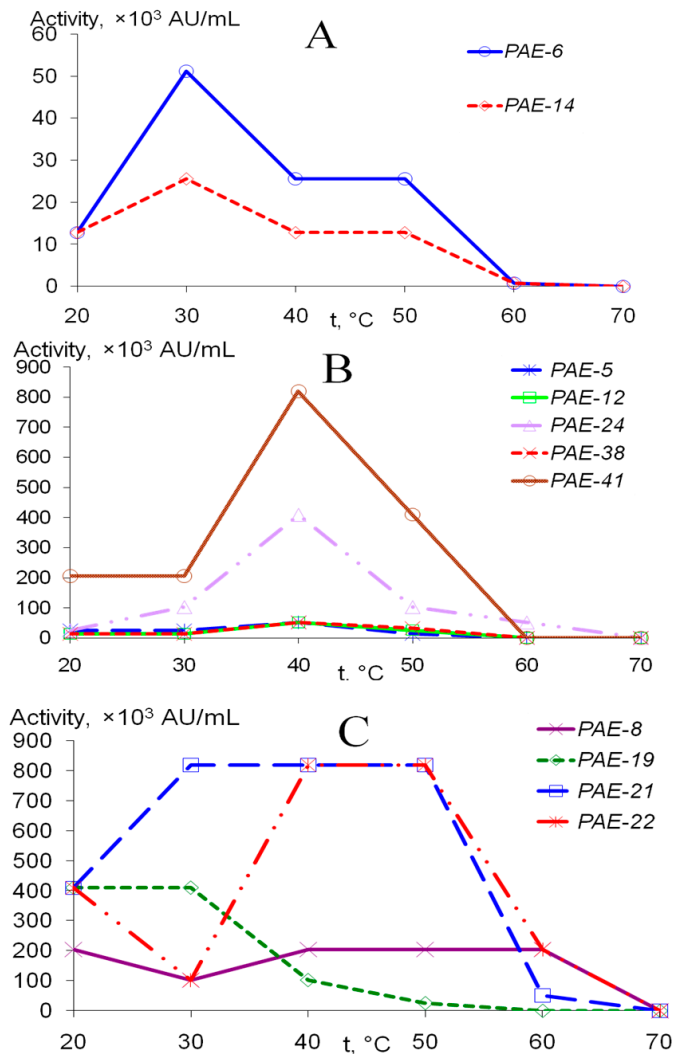 Activity, ×10³ AU/mL
A
60
50
40
30
20
10
0
20 30 40 50 60 70
t, °C
PAE-6
PAE-14
Activity, ×10³ AU/mL
B
900
800
700
600
500
400
300
200
100
0
20 30 40 50 60 70
t. °C
PAE-5
PAE-12
PAE-24
PAE-38
PAE-41
Activity, ×10³ AU/mL
C
900
800
700
600
500
400
300
200
100
0
20 30 40 50 60 70
t, °C
PAE-8
PAE-19
PAE-21
PAE-22